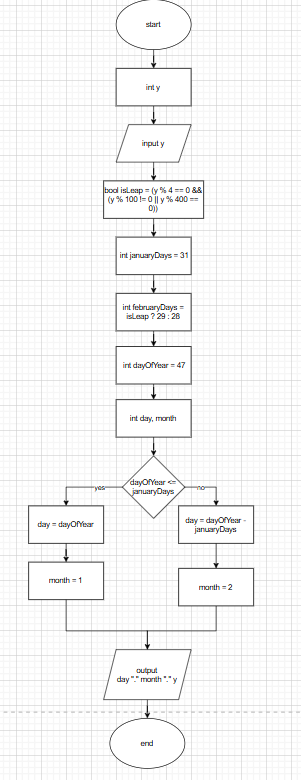 start
int y
input y
bool isLeap = (y % 4 == 0 &&
(y % 100 != 0 || y % 400 ==
0))
int januaryDays = 31
int februaryDays =
isLeap ? 29 : 28
int dayOfYear = 47
int day, month
dayOfYear <=
januaryDays
yes
no
day = dayOfYear
day = dayOfYear -
januaryDays
month = 1
month = 2
output
day "." month "." y
end